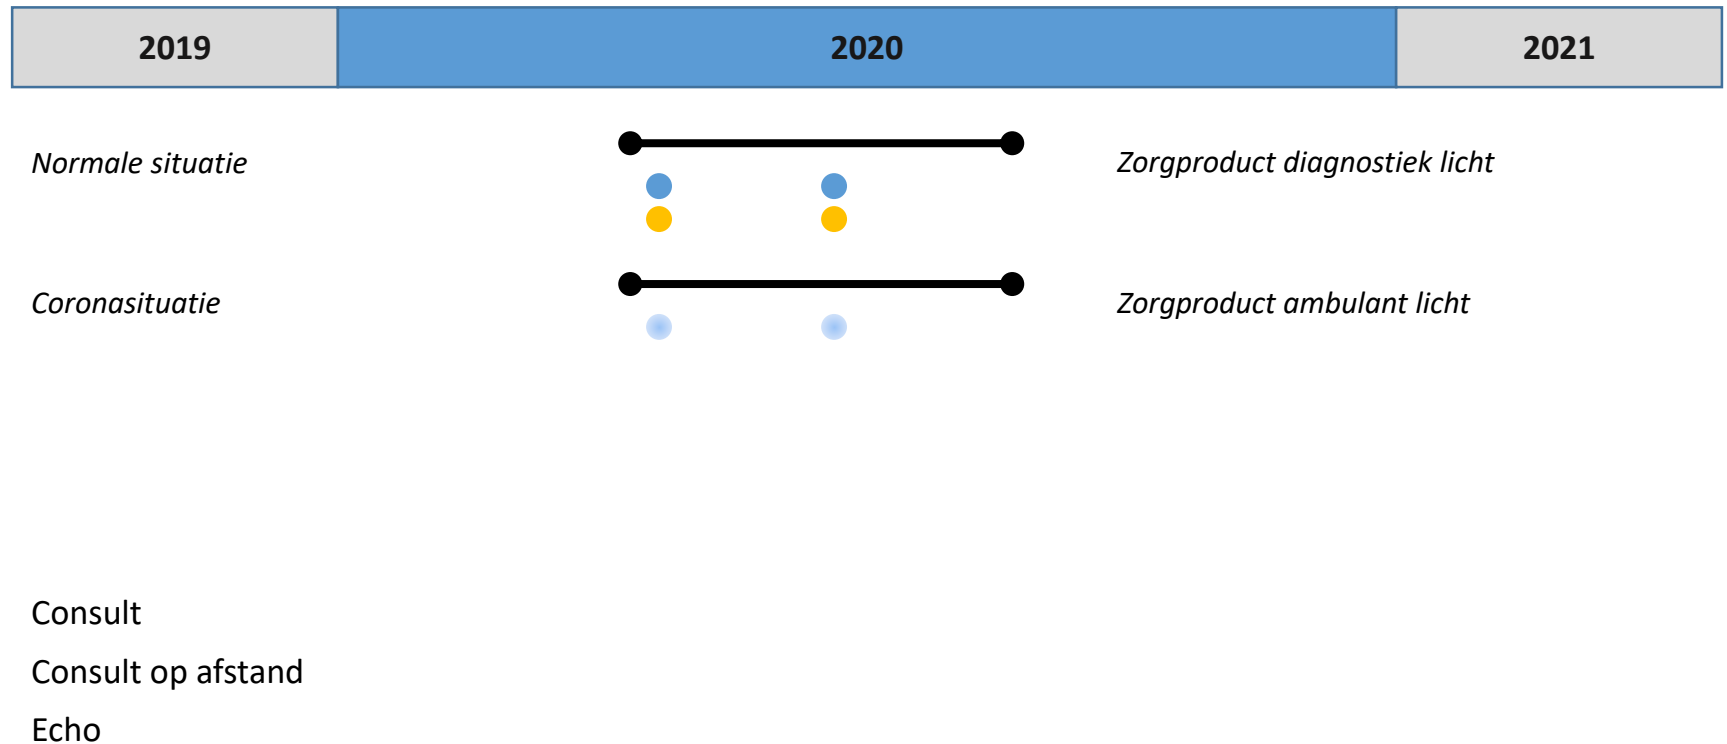 2019 2020 2021
Normale situatie Zorgproduct diagnostiek licht
Coronasituatie Zorgproduct ambulant licht
Consult
Consult op afstand
Echo